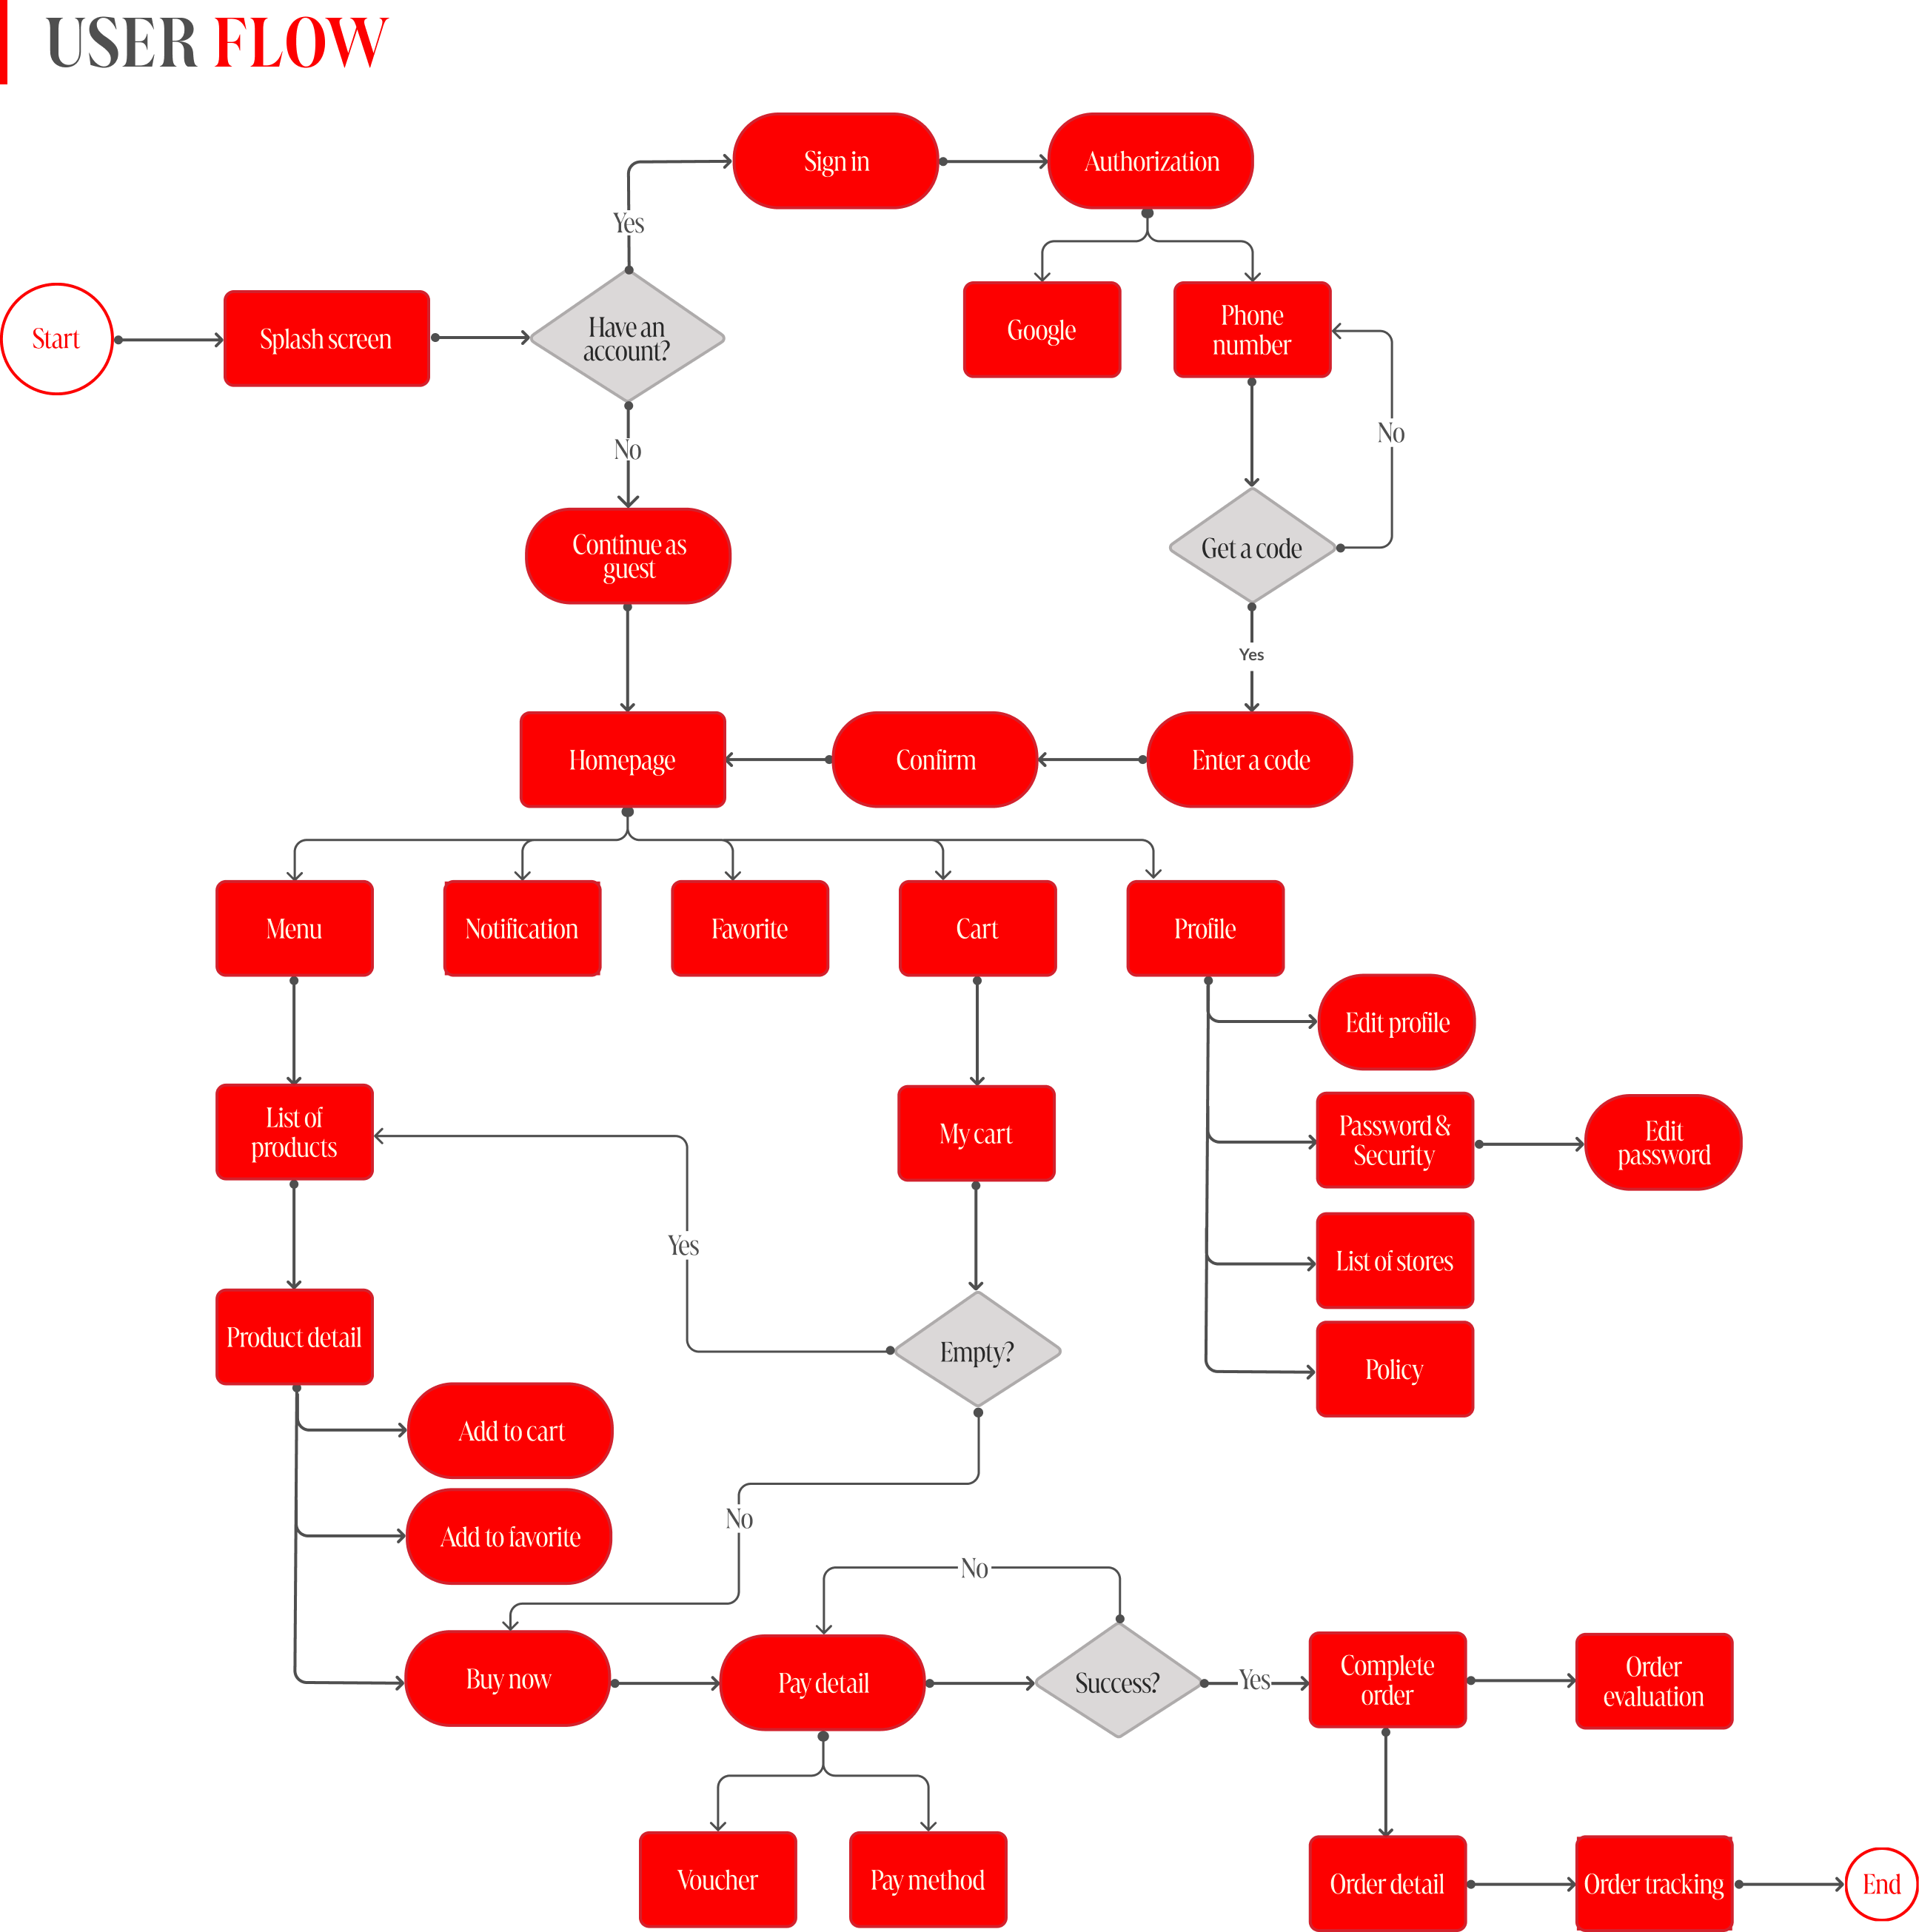 USER FLOW
Sign in
Authorization
Yes
Start
Splash screen
Have an
account?
Google
Phone
number
No
No
Continue as
guest
Get a code
Yes
Homepage
Confirm
Enter a code
Menu
Notification
Favorite
Cart
Profile
Edit profile
List of
products
My cart
Password &
Security
Edit
password
Yes
List of stores
Product detail
Empty?
Policy
Add to cart
No
Add to favorite
No
Buy now
Pay detail
Success?
Yes
Complete
order
Order
evaluation
Voucher
Pay method
Order detail
Order tracking
End